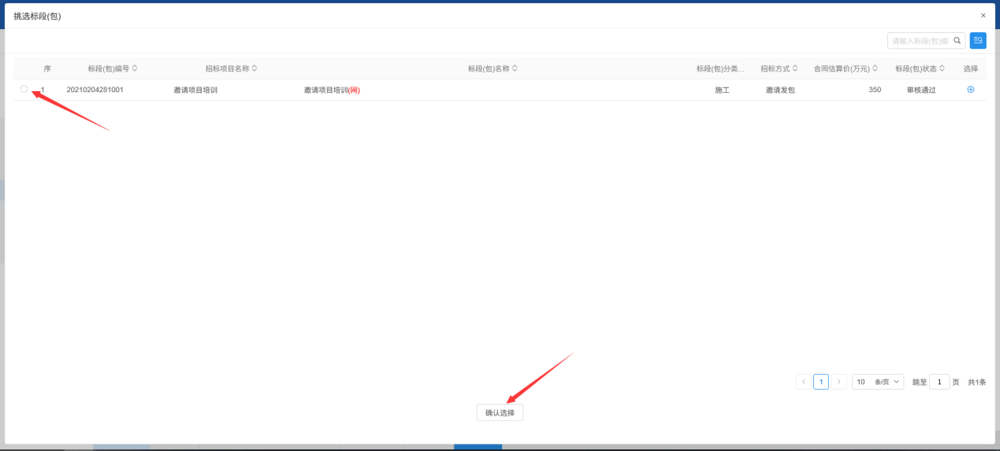 挑选标段(包)
×
请输入标段(包)编
序 标段(包)编号 招标项目名称 标段(包)名称 标段(包)分类... 招标方式 合同估算价(万元) 标段(包)状态 选择
1 20210204281001 邀请项目培训 邀请项目培训(网) 施工 邀请发包 350 审核通过
1 10 条/页 跳至 1 页 共1条
确认选择